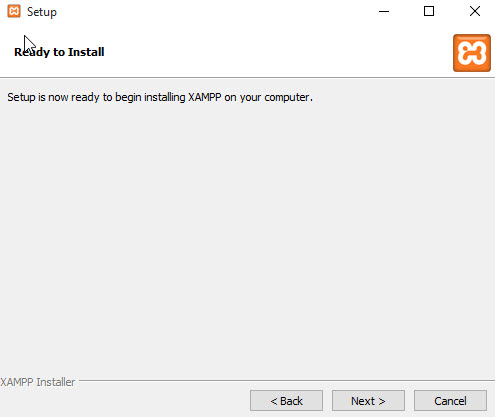 Setup
Ready to Install
Setup is now ready to begin installing XAMPP on your computer.
XAMPP Installer
< Back
Next >
Cancel